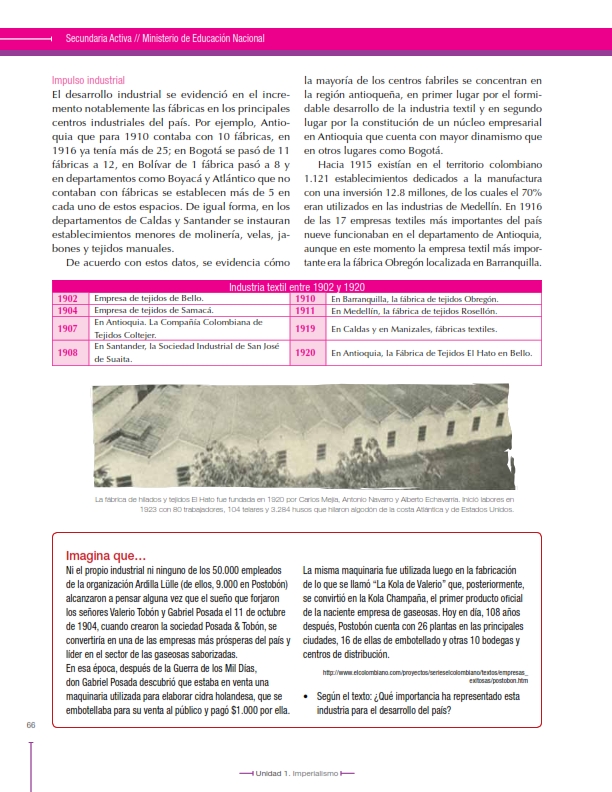 Secundaria Activa // Ministerio de Educación Nacional
Impulso industrial
El desarrollo industrial se evidenció en el incre-
mento notablemente las fábricas en los principales
centros industriales del país. Por ejemplo, Antio-
quia que para 1910 contaba con 10 fábricas, en
1916 ya tenía más de 25; en Bogotá se pasó de 11
fábricas a 12, en Bolívar de 1 fábrica pasó a 8 y
en departamentos como Boyacá y Atlántico que no
contaban con fábricas se establecen más de 5 en
cada uno de estos espacios. De igual forma, en los
departamentos de Caldas y Santander se instauran
establecimientos menores de molinería, velas, ja-
bones y tejidos manuales.
De acuerdo con estos datos, se evidencia cómo
la mayoría de los centros fabriles se concentran en
la región antioqueña, en primer lugar por el formi-
dable desarrollo de la industria textil y en segundo
lugar por la constitución de un núcleo empresarial
en Antioquia que cuenta con mayor dinamismo que
en otros lugares como Bogotá.
Hacia 1915 existían en el territorio colombiano
1.121 establecimientos dedicados a la manufactura
con una inversión 12.8 millones, de los cuales el 70%
eran utilizados en las industrias de Medellín. En 1916
de las 17 empresas textiles más importantes del país
nueve funcionaban en el departamento de Antioquia,
aunque en este momento la empresa textil más impor-
tante era la fábrica Obregón localizada en Barranquilla.
Industria textil entre 1902 y 1920
1902 Empresa de tejidos de Bello. 1910 En Barranquilla, la fábrica de tejidos Obregón.
1904 Empresa de tejidos de Samacá. 1911 En Medellín, la fábrica de tejidos Rosellón.
1907 En Antioquia. La Compañía Colombiana de
Tejidos Coltejer. 1919 En Caldas y en Manizales, fábricas textiles.
1908 En Santander, la Sociedad Industrial de San José
de Suaita. 1920 En Antioquia, la Fábrica de Tejidos El Hato en Bello.
La fábrica de hilados y tejidos El Hato fue fundada en 1920 por Carlos Mejía, Antonio Navarro y Alberto Echavarría. Inició labores en
1923 con 80 trabajadores, 104 telares y 3.284 husos que hilaron algodón de la costa Atlántica y de Estados Unidos.
Imagina que…
Ni el propio industrial ni ninguno de los 50.000 empleados
de la organización Ardilla Lülle (de ellos, 9.000 en Postobón)
alcanzaron a pensar alguna vez que el sueño que forjaron
los señores Valerio Tobón y Gabriel Posada el 11 de octubre
de 1904, cuando crearon la sociedad Posada & Tobón, se
convertiría en una de las empresas más prósperas del país y
líder en el sector de las gaseosas saborizadas.
En esa época, después de la Guerra de los Mil Días,
don Gabriel Posada descubrió que estaba en venta una
maquinaria utilizada para elaborar cidra holandesa, que se
embotellaba para su venta al público y pagó $1.000 por ella.
La misma maquinaria fue utilizada luego en la fabricación
de lo que se llamó “La Kola de Valerio” que, posteriormente,
se convirtió en la Kola Champaña, el primer producto oficial
de la naciente empresa de gaseosas. Hoy en día, 108 años
después, Postobón cuenta con 26 plantas en las principales
ciudades, 16 de ellas de embotellado y otras 10 bodegas y
centros de distribución.
http://www.elcolombiano.com/proyectos/serieselcolombiano/textos/empresas_
exitosas/postobon.htm
• Según el texto: ¿Qué importancia ha representado esta
industria para el desarrollo del país?
66
Unidad 1. Imperialismo